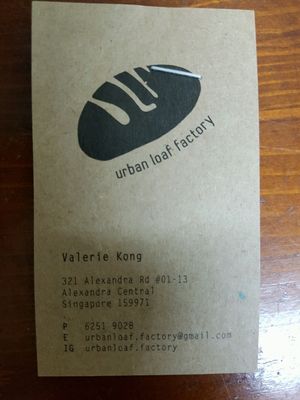 urban loaf factory
Valerie Kong
321 Alexandra Rd #01-13
Alexandra Central
Singapore 159971
P 6251 9028
E urbanloaf.factory@gmail.com
IG urbanloaf.factory